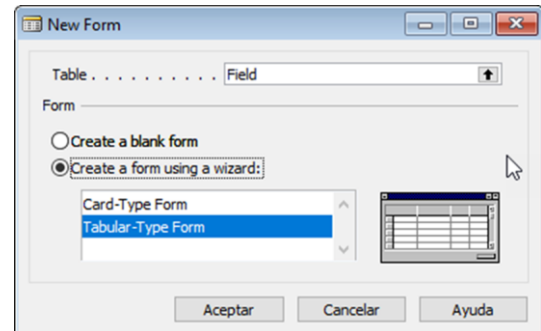 New Form
Table . . . . . . . . . . Field
Form
Create a blank form
Create a form using a wizard:
Card-Type Form
Tabular-Type Form
Aceptar Cancelar Ayuda